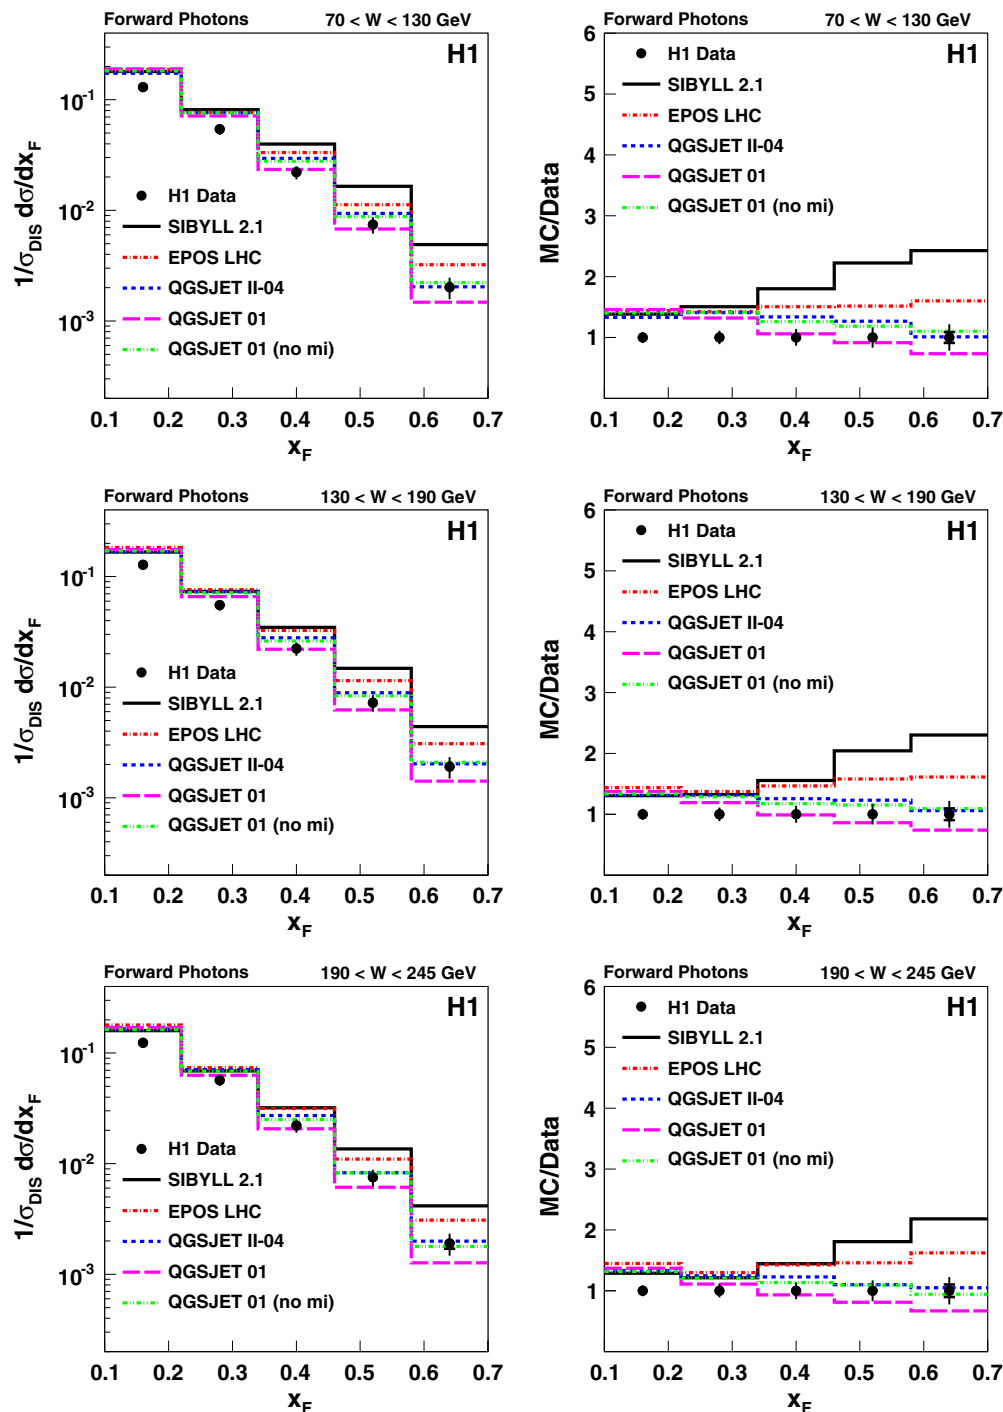 Forward Photons 70 < W < 130 GeV
H1
10⁻¹
10⁻²
10⁻³
1/σ_DIS dσ/dx_F
H1 Data
SIBYLL 2.1
EPOS LHC
QGSJET II-04
QGSJET 01
QGSJET 01 (no mi)
0.1 0.2 0.3 0.4 0.5 0.6 0.7
x_F
70 < W < 130 GeV
Forward Photons
H1
6
5
4
3
2
1
MC/Data
H1 Data
SIBYLL 2.1
EPOS LHC
QGSJET II-04
QGSJET 01
QGSJET 01 (no mi)
0.1 0.2 0.3 0.4 0.5 0.6 0.7
x_F
Forward Photons 130 < W < 190 GeV
H1
10⁻¹
10⁻²
10⁻³
1/σ_DIS dσ/dx_F
H1 Data
SIBYLL 2.1
EPOS LHC
QGSJET II-04
QGSJET 01
QGSJET 01 (no mi)
0.1 0.2 0.3 0.4 0.5 0.6 0.7
x_F
Forward Photons 130 < W < 190 GeV
H1
6
5
4
3
2
1
MC/Data
H1 Data
SIBYLL 2.1
EPOS LHC
QGSJET II-04
QGSJET 01
QGSJET 01 (no mi)
0.1 0.2 0.3 0.4 0.5 0.6 0.7
x_F
Forward Photons 190 < W < 245 GeV
H1
10⁻¹
10⁻²
10⁻³
1/σ_DIS dσ/dx_F
H1 Data
SIBYLL 2.1
EPOS LHC
QGSJET II-04
QGSJET 01
QGSJET 01 (no mi)
0.1 0.2 0.3 0.4 0.5 0.6 0.7
x_F
Forward Photons 190 < W < 245 GeV
H1
6
5
4
3
2
1
MC/Data
H1 Data
SIBYLL 2.1
EPOS LHC
QGSJET II-04
QGSJET 01
QGSJET 01 (no mi)
0.1 0.2 0.3 0.4 0.5 0.6 0.7
x_F